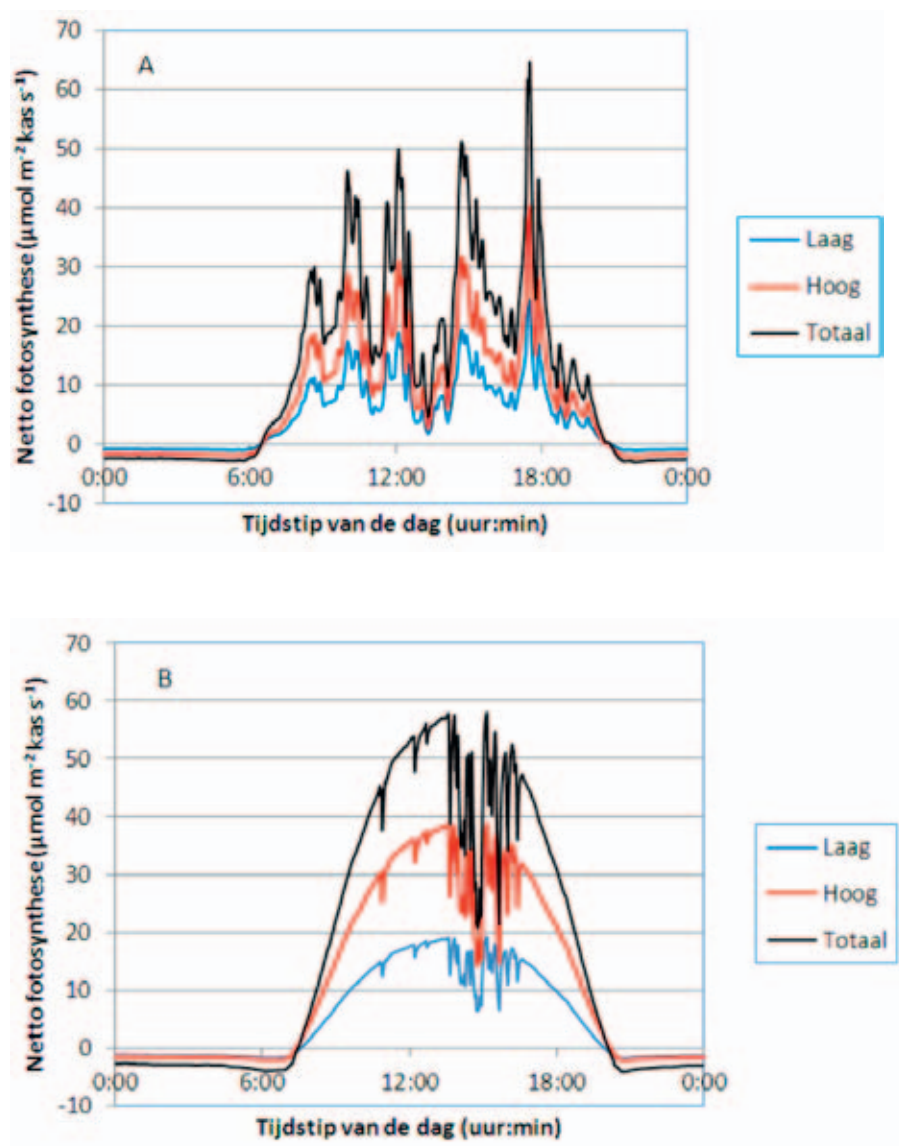 70
60
50
40
30
20
10
0
-10
A
Netto fotosynthese (µmol m⁻² kas s⁻¹)
0:00 6:00 12:00 18:00 0:00
Tijdstip van de dag (uur:min)
Laag
Hoog
Totaal
70
60
50
40
30
20
10
0
-10
B
Netto fotosynthese (µmol m⁻² kas s⁻¹)
0:00 6:00 12:00 18:00 0:00
Tijdstip van de dag (uur:min)
Laag
Hoog
Totaal